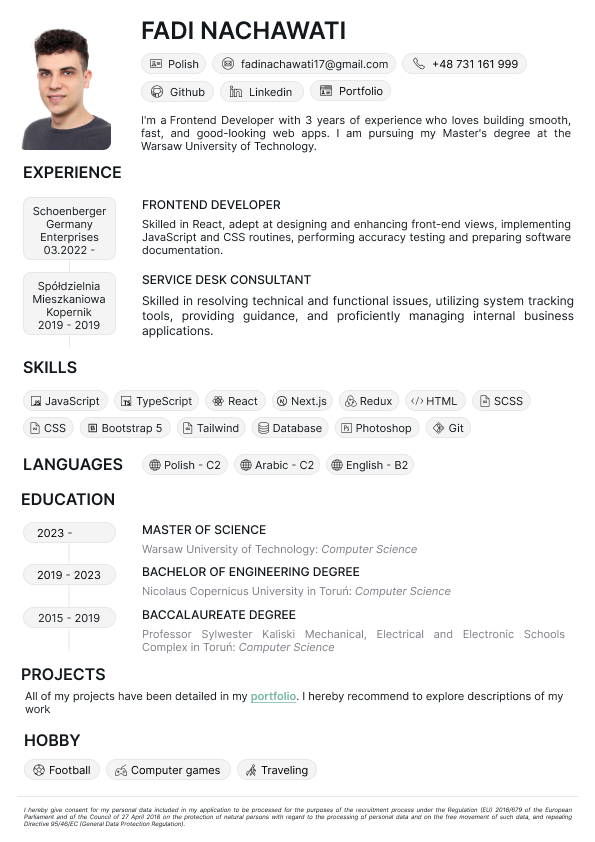 FADI NACHAWATI
Polish fadinachawati17@gmail.com +48 731 161 999
Github Linkedin Portfolio
I'm a Frontend Developer with 3 years of experience who loves building smooth,
fast, and good-looking web apps. I am pursuing my Master's degree at the
Warsaw University of Technology.
EXPERIENCE
Schoenberger
Germany
Enterprises
03.2022 -
FRONTEND DEVELOPER
Skilled in React, adept at designing and enhancing front-end views, implementing
JavaScript and CSS routines, performing accuracy testing and preparing software
documentation.
Spółdzielnia
Mieszkaniowa
Kopernik
2019 - 2019
SERVICE DESK CONSULTANT
Skilled in resolving technical and functional issues, utilizing system tracking
tools, providing guidance, and proficiently managing internal business
applications.
SKILLS
JavaScript TypeScript React Next.js Redux HTML SCSS
CSS Bootstrap 5 Tailwind Database Photoshop Git
LANGUAGES Polish - C2 Arabic - C2 English - B2
EDUCATION
2023 -
MASTER OF SCIENCE
Warsaw University of Technology: Computer Science
2019 - 2023
BACHELOR OF ENGINEERING DEGREE
Nicolaus Copernicus University in Toruń: Computer Science
2015 - 2019
BACCALAUREATE DEGREE
Professor Sylwester Kaliski Mechanical, Electrical and Electronic Schools
Complex in Toruń: Computer Science
PROJECTS
All of my projects have been detailed in my portfolio. I hereby recommend to explore descriptions of my
work
HOBBY
Football Computer games Traveling
I hereby give consent for my personal data included in my application to be processed for the purposes of the recruitment process under the Regulation (EU) 2016/679 of the European
Parliament and of the Council of 27 April 2016 on the protection of natural persons with regard to the processing of personal data and on the free movement of such data, and repealing
Directive 95/46/EC (General Data Protection Regulation).